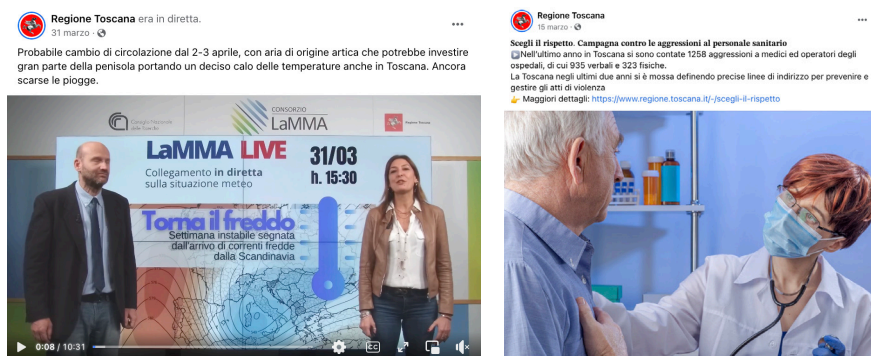 Regione Toscana era in diretta.
31 marzo ·
Probabile cambio di circolazione dal 2-3 aprile, con aria di origine artica che potrebbe investire
gran parte della penisola portando un deciso calo delle temperature anche in Toscana. Ancora
scarse le piogge.
CONSORZIO
LaMMA
Regione Toscana
LaMMA LIVE
Collegamento in diretta
sulla situazione meteo
31/03
h. 15:30
Torna il freddo
Settimana instabile segnata
dall'arrivo di correnti fredde
dalla Scandinavia
0:08 / 10:31
CC
Regione Toscana
15 marzo ·
Scegli il rispetto. Campagna contro le aggressioni al personale sanitario
Nell'ultimo anno in Toscana si sono contate 1258 aggressioni a medici ed operatori degli
ospedali, di cui 935 verbali e 323 fisiche.
La Toscana negli ultimi due anni si è mossa definendo precise linee di indirizzo per prevenire e
gestire gli atti di violenza
👉 Maggiori dettagli: https://www.regione.toscana.it/-/scegli-il-rispetto